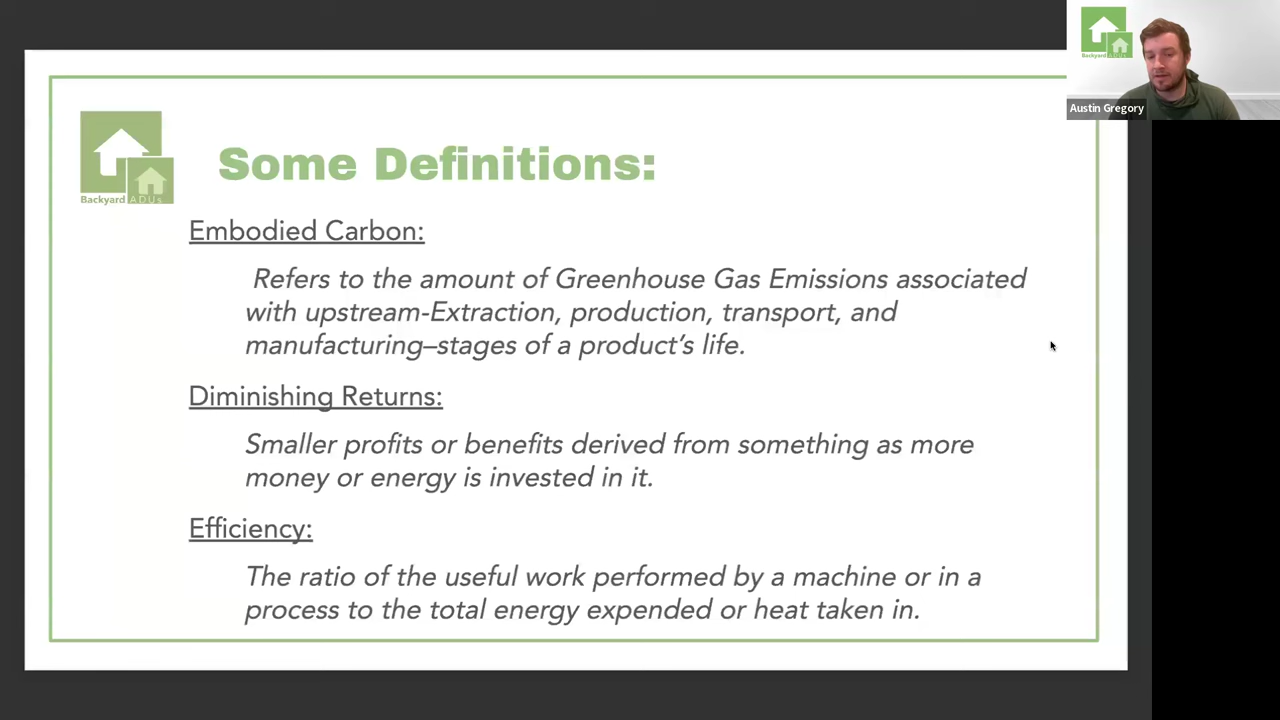 Backyard ADUs
Austin Gregory
Backyard ADUs
Some Definitions:
Embodied Carbon:
Refers to the amount of Greenhouse Gas Emissions associated
with upstream-Extraction, production, transport, and
manufacturing–stages of a product’s life.
Diminishing Returns:
Smaller profits or benefits derived from something as more
money or energy is invested in it.
Efficiency:
The ratio of the useful work performed by a machine or in a
process to the total energy expended or heat taken in.